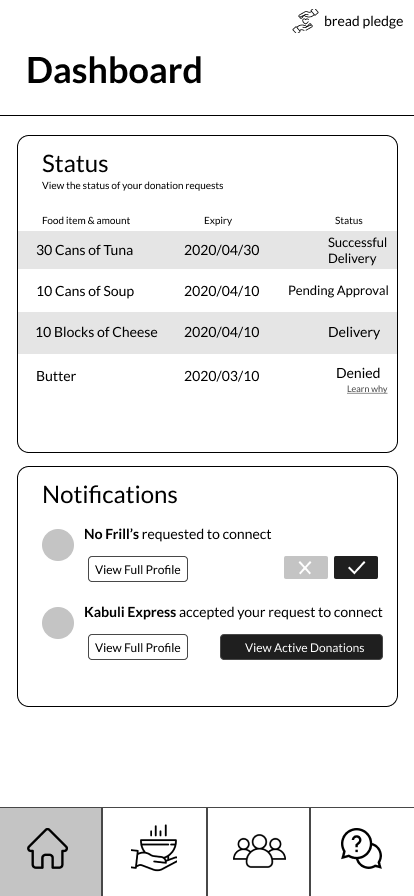 bread pledge
Dashboard
Status
View the status of your donation requests
Food item & amount Expiry Status
30 Cans of Tuna 2020/04/30 Successful Delivery
10 Cans of Soup 2020/04/10 Pending Approval
10 Blocks of Cheese 2020/04/10 Delivery
Butter 2020/03/10 Denied
Learn why
Notifications
No Frill's requested to connect
View Full Profile
Kabuli Express accepted your request to connect
View Full Profile View Active Donations
?